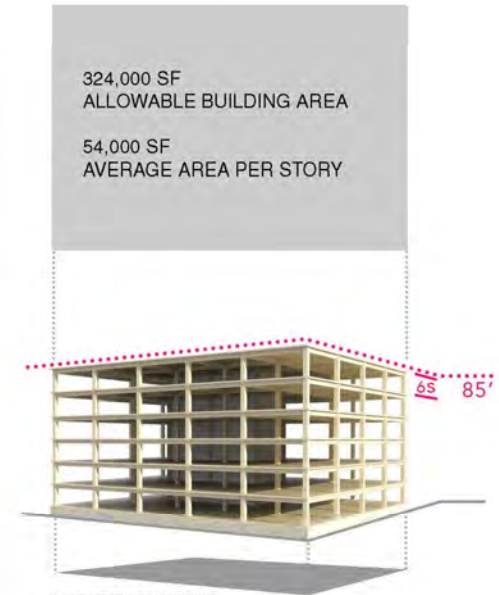 324,000 SF
ALLOWABLE BUILDING AREA
54,000 SF
AVERAGE AREA PER STORY
6S
85'